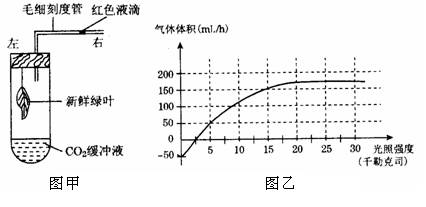 毛细刻度管
红色液滴
左
右
新鲜绿叶
CO₂缓冲液
图甲
气休体积(mL/h)
200
150
100
50
0
-50
5
10
15
20
25
30
光照强度
(千勒克司)
图乙